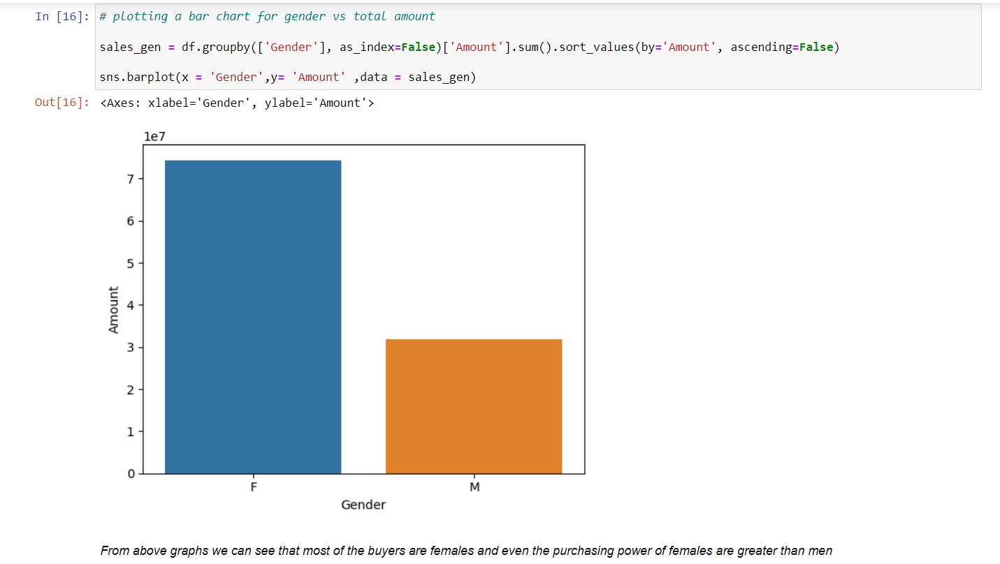 In [16]: # plotting a bar chart for gender vs total amount
sales_gen = df.groupby(['Gender'], as_index=False)['Amount'].sum().sort_values(by='Amount', ascending=False)
sns.barplot(x = 'Gender',y= 'Amount' ,data = sales_gen)
Out[16]: <Axes: xlabel='Gender', ylabel='Amount'>
1e7
7
6
5
4
3
2
1
0
Amount
F M
Gender
From above graphs we can see that most of the buyers are females and even the purchasing power of females are greater than men